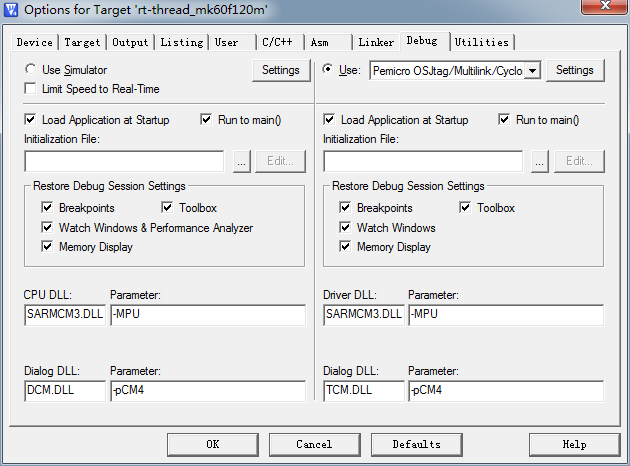 Options for Target 'rt-thread_mk60f120m'
Device Target Output Listing User C/C++ Asm Linker Debug Utilities
Use Simulator Settings
Limit Speed to Real-Time
Use: Pemicro OSJtag/Multilink/Cyclo Settings
Load Application at Startup Run to main()
Initialization File:
... Edit...
Restore Debug Session Settings
Breakpoints Toolbox
Watch Windows & Performance Analyzer
Memory Display
CPU DLL: Parameter:
SARMCM3.DLL -MPU
Dialog DLL: Parameter:
DCM.DLL -pCM4
Load Application at Startup Run to main()
Initialization File:
... Edit...
Restore Debug Session Settings
Breakpoints Toolbox
Watch Windows
Memory Display
Driver DLL: Parameter:
SARMCM3.DLL -MPU
Dialog DLL: Parameter:
TCM.DLL -pCM4
OK Cancel Defaults Help